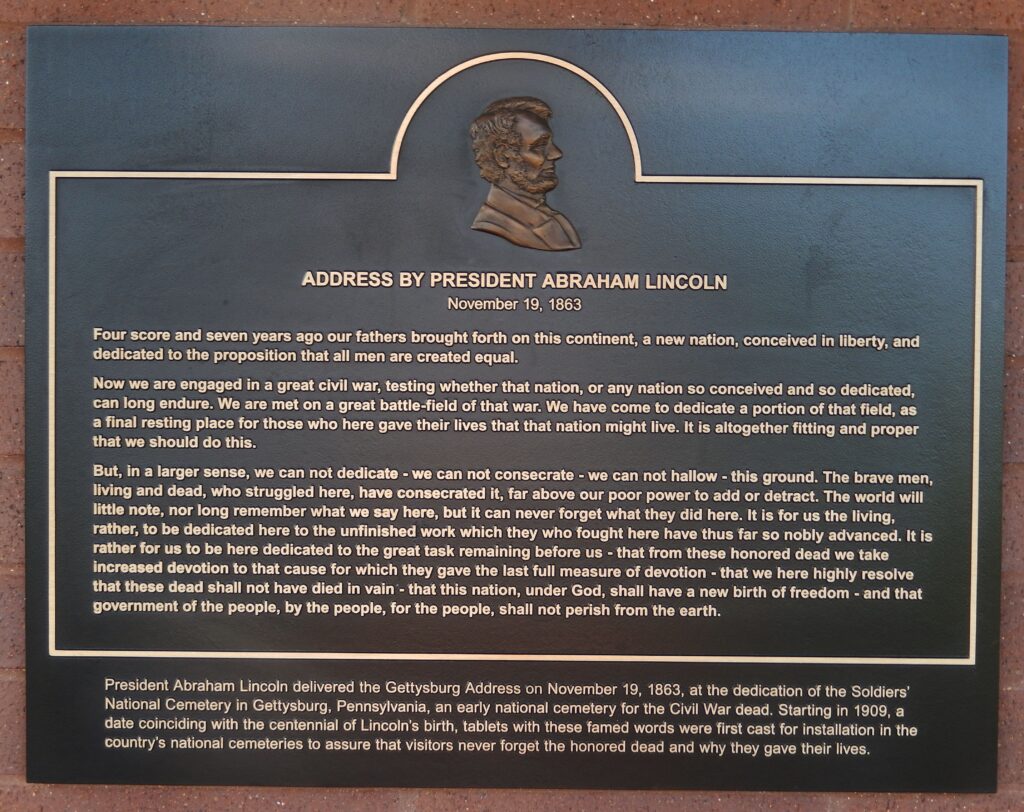 ADDRESS BY PRESIDENT ABRAHAM LINCOLN
November 19, 1863
Four score and seven years ago our fathers brought forth on this continent, a new nation, conceived in liberty, and
dedicated to the proposition that all men are created equal.
Now we are engaged in a great civil war, testing whether that nation, or any nation so conceived and so dedicated,
can long endure. We are met on a great battle-field of that war. We have come to dedicate a portion of that field, as
a final resting place for those who here gave their lives that that nation might live. It is altogether fitting and proper
that we should do this.
But, in a larger sense, we can not dedicate - we can not consecrate - we can not hallow - this ground. The brave men,
living and dead, who struggled here, have consecrated it, far above our poor power to add or detract. The world will
little note, nor long remember what we say here, but it can never forget what they did here. It is for us the living,
rather, to be dedicated here to the unfinished work which they who fought here have thus far so nobly advanced. It is
rather for us to be here dedicated to the great task remaining before us - that from these honored dead we take
increased devotion to that cause for which they gave the last full measure of devotion - that we here highly resolve
that these dead shall not have died in vain - that this nation, under God, shall have a new birth of freedom - and that
government of the people, by the people, for the people, shall not perish from the earth.
President Abraham Lincoln delivered the Gettysburg Address on November 19, 1863, at the dedication of the Soldiers'
National Cemetery in Gettysburg, Pennsylvania, an early national cemetery for the Civil War dead. Starting in 1909, a
date coinciding with the centennial of Lincoln's birth, tablets with these famed words were first cast for installation in the
country's national cemeteries to assure that visitors never forget the honored dead and why they gave their lives.